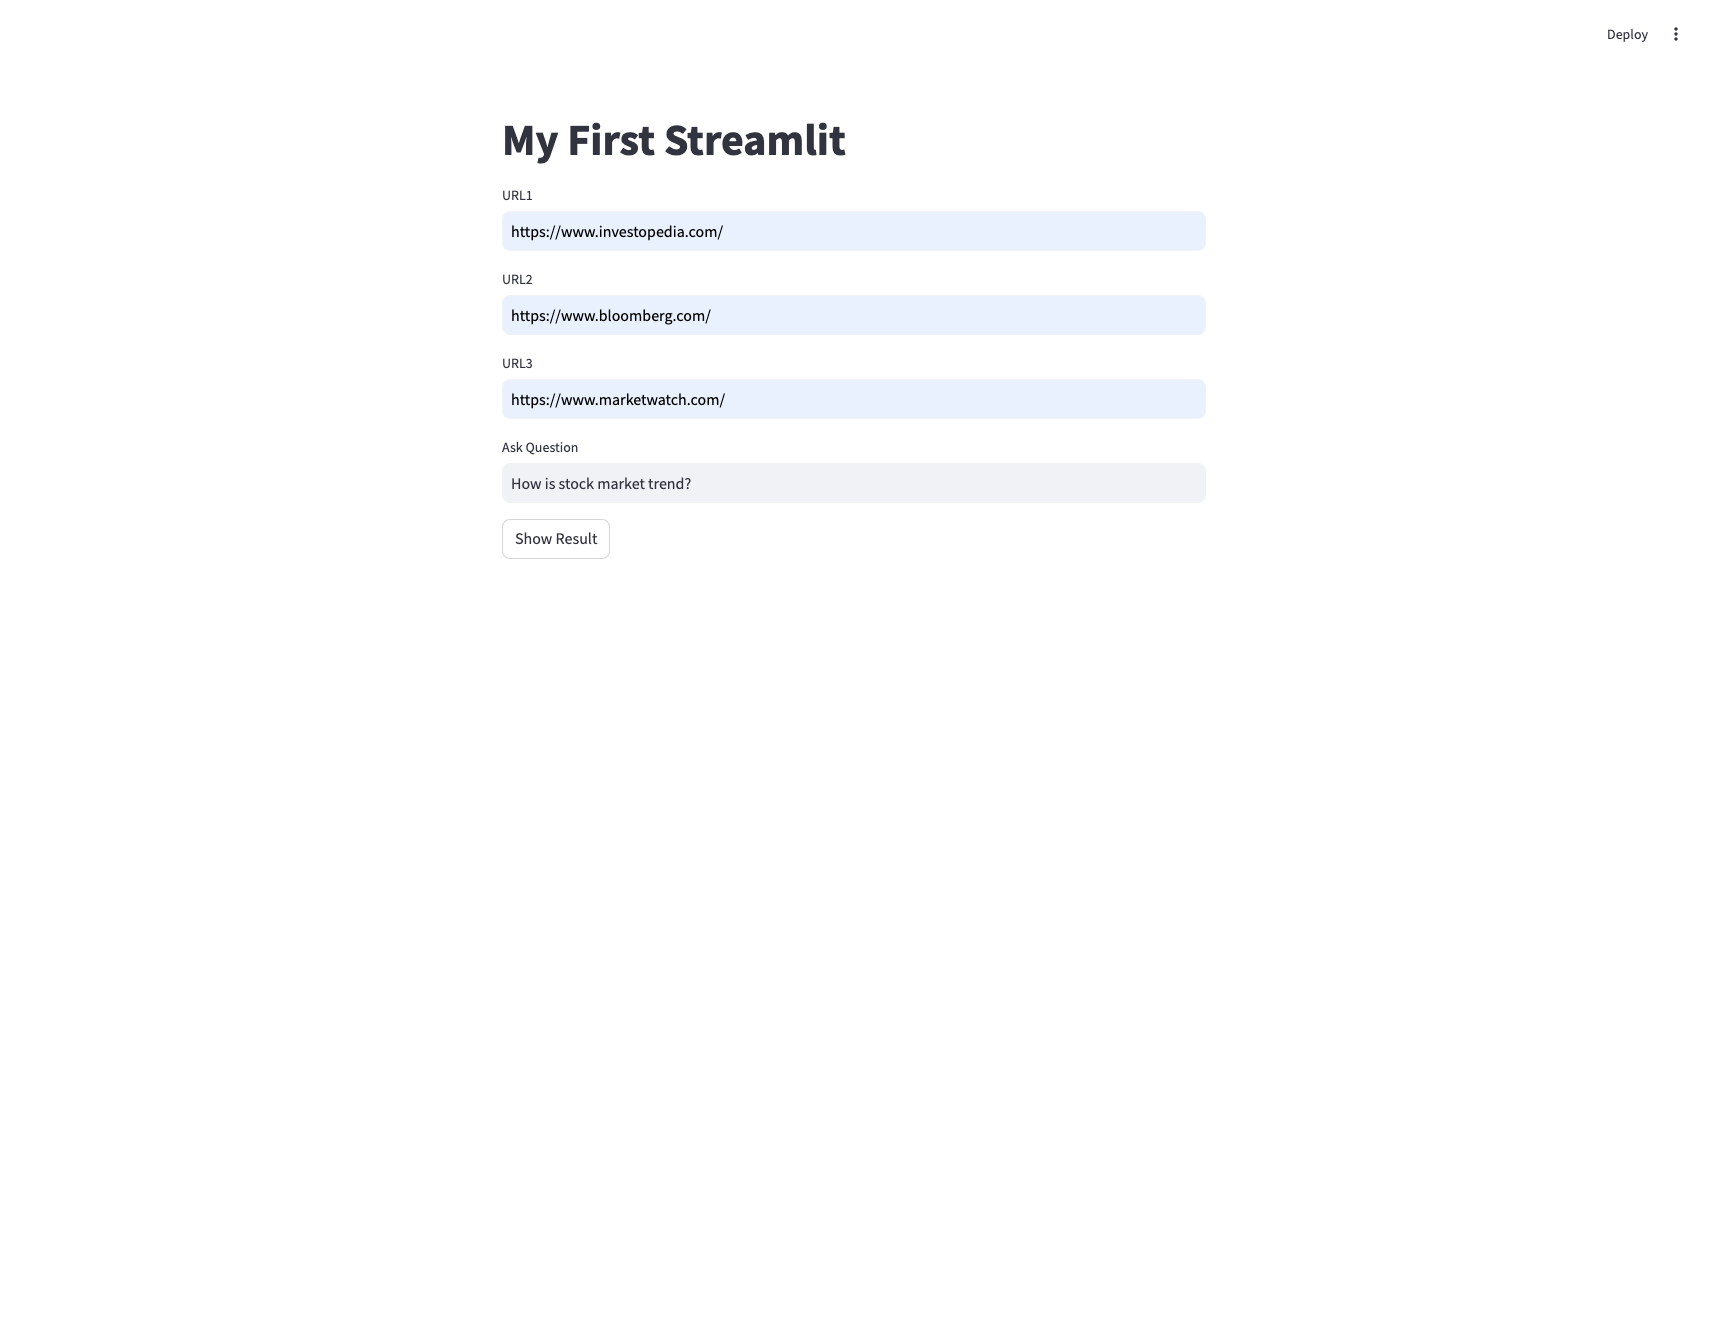 Deploy
My First Streamlit
URL1
https://www.investopedia.com/
URL2
https://www.bloomberg.com/
URL3
https://www.marketwatch.com/
Ask Question
How is stock market trend?
Show Result